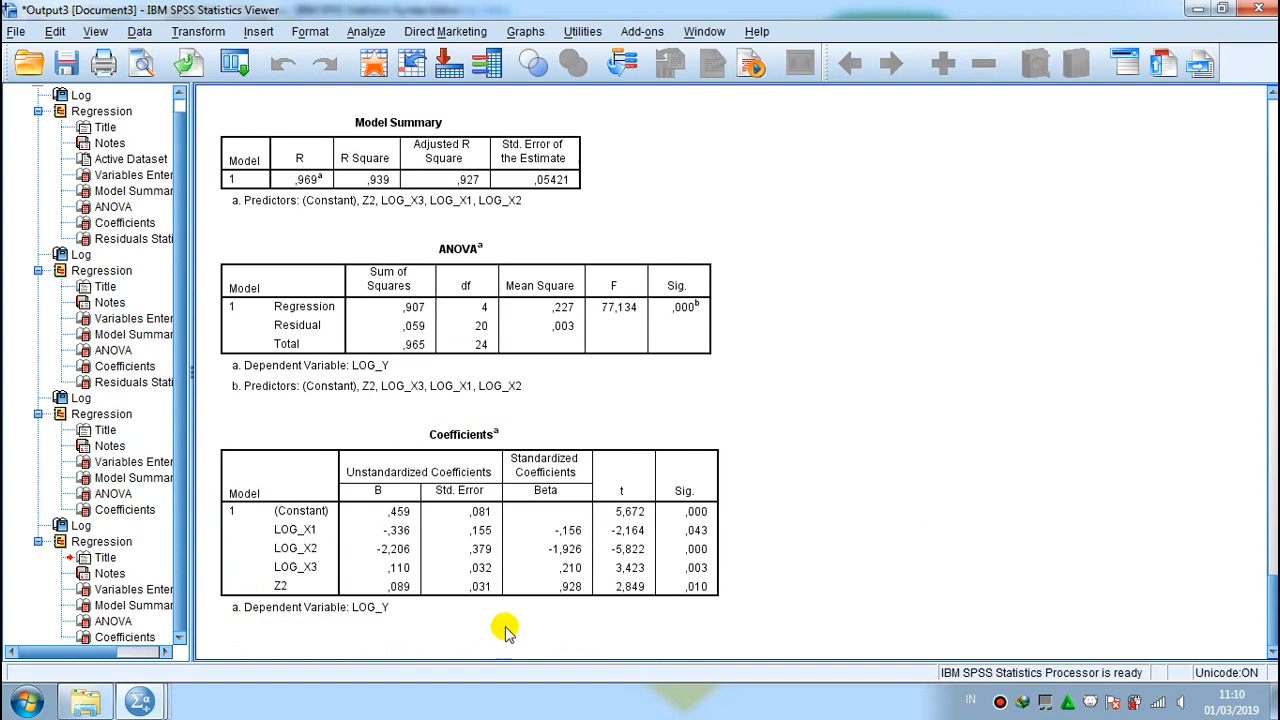 *Output3 [Document3] - IBM SPSS Statistics Viewer
File Edit View Data Transform Insert Format Analyze Direct Marketing Graphs Utilities Add-ons Window Help
Log
Regression
Title
Notes
Active Dataset
Variables Enter
Model Summar
ANOVA
Coefficients
Residuals Stati
Log
Regression
Title
Notes
Variables Enter
Model Summar
ANOVA
Coefficients
Residuals Stati
Log
Regression
Title
Notes
Variables Enter
Model Summar
ANOVA
Coefficients
Log
Regression
Title
Notes
Variables Enter
Model Summar
ANOVA
Coefficients
Model Summary
Model R R Square Adjusted R Square Std. Error of the Estimate
1 ,969a ,939 ,927 ,05421
a. Predictors: (Constant), Z2, LOG_X3, LOG_X1, LOG_X2
ANOVAa
Model Sum of Squares df Mean Square F Sig.
1 Regression ,907 4 ,227 77,134 ,000b
Residual ,059 20 ,003
Total ,965 24
a. Dependent Variable: LOG_Y
b. Predictors: (Constant), Z2, LOG_X3, LOG_X1, LOG_X2
Coefficientsa
Model Unstandardized Coefficients Standardized Coefficients t Sig.
B Std. Error Beta
1 (Constant) ,459 ,081 5,672 ,000
LOG_X1 -,336 ,155 -,156 -2,164 ,043
LOG_X2 -2,206 ,379 -1,926 -5,822 ,000
LOG_X3 ,110 ,032 ,210 3,423 ,003
Z2 ,089 ,031 ,928 2,849 ,010
a. Dependent Variable: LOG_Y
IBM SPSS Statistics Processor is ready Unicode:ON
IN
11:10
01/03/2019